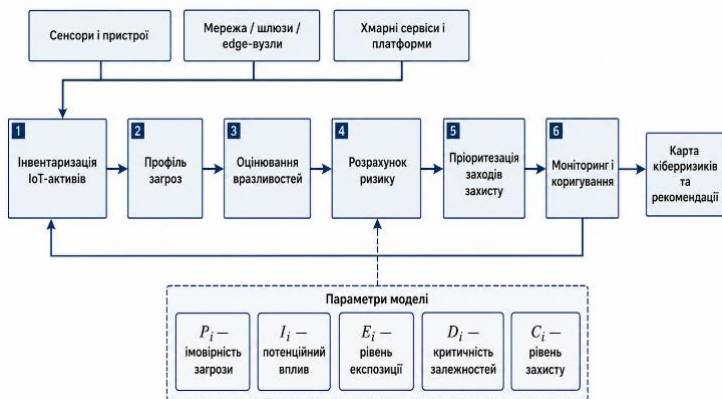 Сенсори і пристрої
Мережа / шлюзи /
edge-вузли
Хмарні сервіси і
платформи
1
Інвентаризація
IoT-активів
2
Профіль
загроз
3
Оцінювання
вразливостей
4
Розрахунок
ризику
5
Пріоритезація
заходів
захисту
6
Моніторинг і
коригування
Карта
кіберризиків
та
рекомендації
Параметри моделі
Pᵢ —
імовірність
загрози
Iᵢ —
потенційний
вплив
Eᵢ —
рівень
експозиції
Dᵢ —
критичність
залежностей
Cᵢ —
рівень
захисту